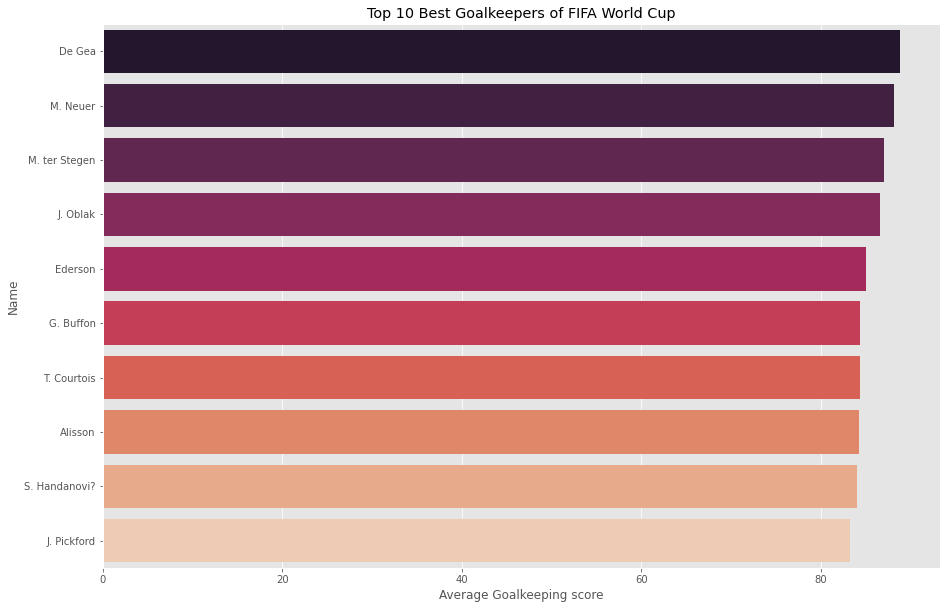 Top 10 Best Goalkeepers of FIFA World Cup
De Gea
M. Neuer
M. ter Stegen
J. Oblak
Ederson
G. Buffon
T. Courtois
Alisson
S. Handanovi?
J. Pickford
Name
0 20 40 60 80
Average Goalkeeping score